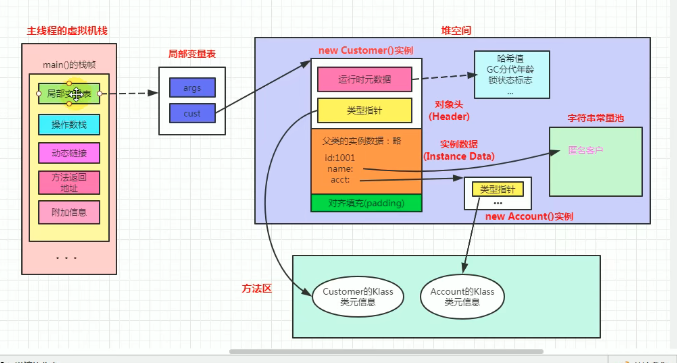 主线程的虚拟机栈
main()的栈帧
局部变量表
操作数栈
动态链接
方法返回
地址
附加信息
. . .
局部变量表
args
cust
堆空间
new Customer()实例
运行时元数据
类型指针
对象头
(Header)
父类的实例数据：略
id:1001
name:
acct:
实例数据
(Instance Data)
对齐填充(padding)
哈希值
GC分代年龄
锁状态标志
...
字符串常量池
匿名客户
类型指针
...
new Account()实例
方法区
Customer的Klass
类元信息
Account的Klass
类元信息